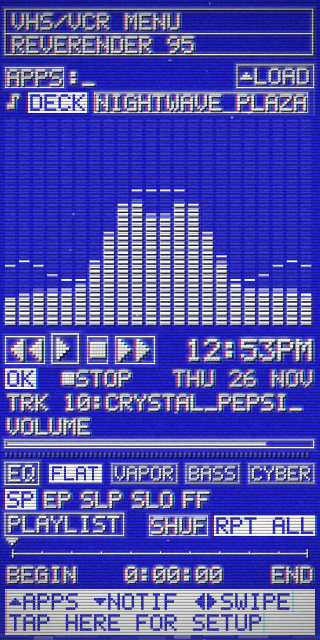 VHS/VCR MENU
REVERENDER 95
APPS:_ ▲LOAD
♪ DECK NIGHTWAVE PLAZA
12:53PM
OK ■STOP THU 26 NOV
TRK 10:CRYSTAL_PEPSI_
VOLUME
EQ FLAT VAPOR BASS CYBER
SP EP SLP SLO FF
PLAYLIST SHUF RPT ALL
BEGIN 0:00:00 END
▲APPS ▼NOTIF ◀▶SWIPE
TAP HERE FOR SETUP